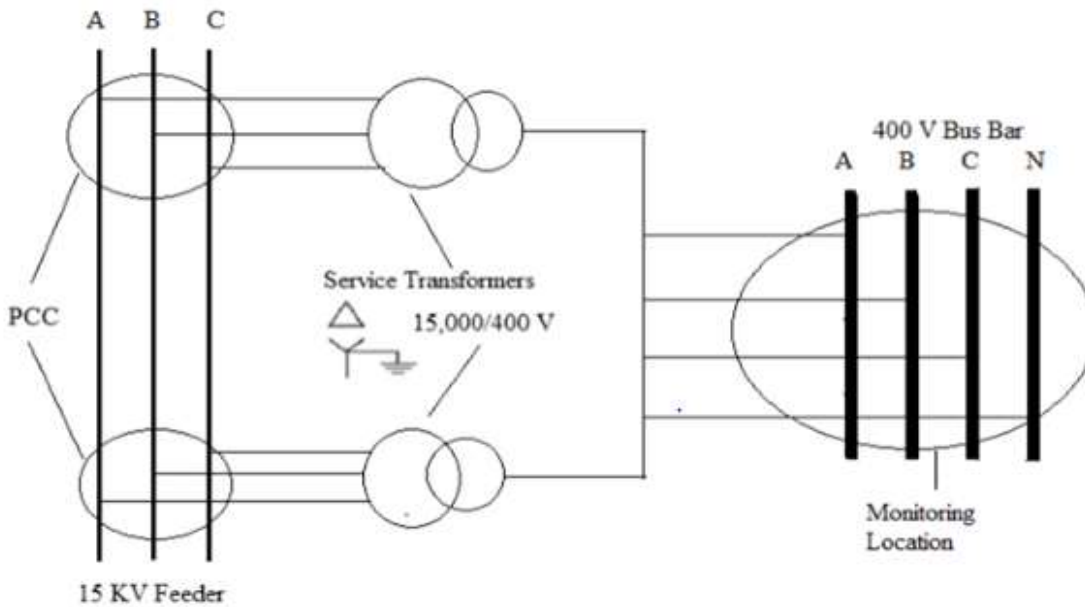 A B C
400 V Bus Bar
A B C N
Service Transformers
15,000/400 V
PCC
Monitoring
Location
15 KV Feeder